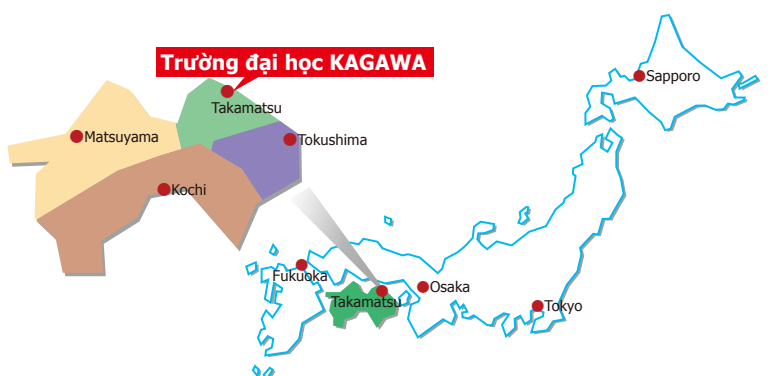 Trường đại học KAGAWA
Sapporo
Takamatsu
Matsuyama
Tokushima
Kochi
Fukuoka
Osaka
Takamatsu
Tokyo